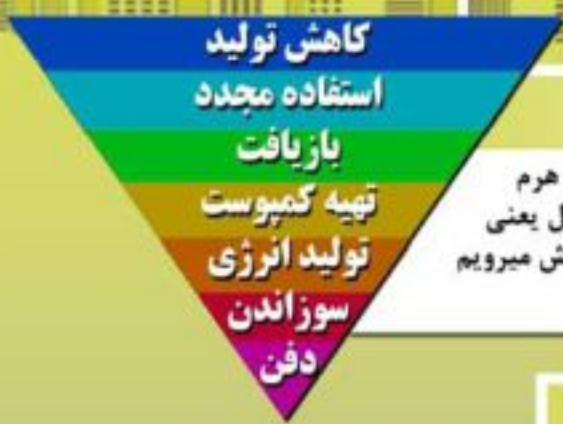 کاهش تولید
استفاده مجدد
بازیافت
تهیه کمپوست
تولید انرژی
سوزاندن
دفن
هرم
یعنی
میرویم